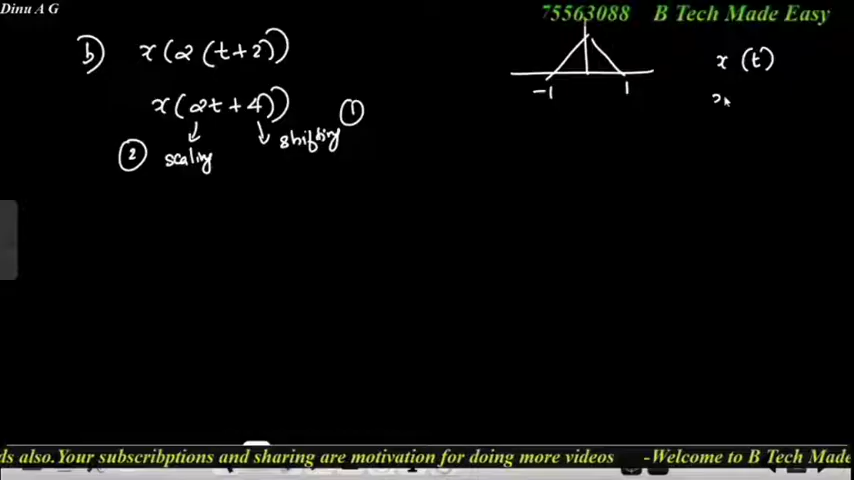 Dinu A G
75563088 B Tech Made Easy
b) x(2(t+2))
x(2t+4))
shifting ①
② scaling
-1 1
x(t)
ds also.Your subscribptions and sharing are motivation for doing more videos -Welcome to B Tech Made